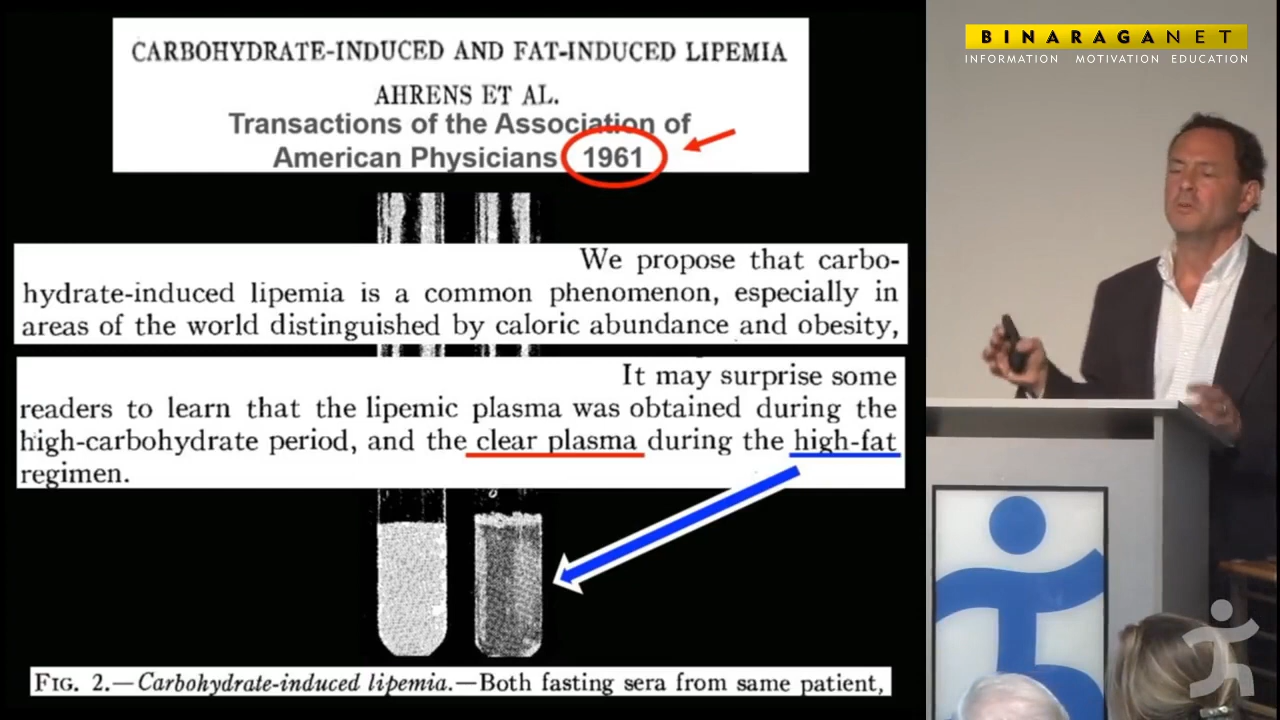 CARBOHYDRATE-INDUCED AND FAT-INDUCED LIPEMIA
AHRENS ET AL.
Transactions of the Association of
American Physicians 1961
We propose that carbo-
hydrate-induced lipemia is a common phenomenon, especially in
areas of the world distinguished by caloric abundance and obesity,
It may surprise some
readers to learn that the lipemic plasma was obtained during the
high-carbohydrate period, and the clear plasma during the high-fat
regimen.
FIG. 2.—Carbohydrate-induced lipemia.—Both fasting sera from same patient,
BINARAGANET
INFORMATION MOTIVATION EDUCATION